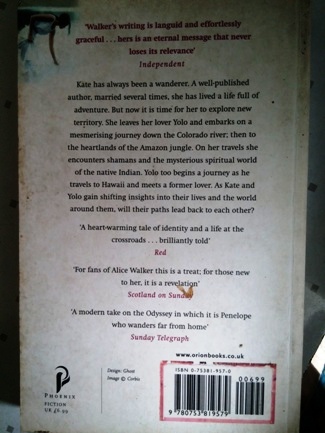 'Walker's writing is languid and effortlessly
graceful . . . hers is an eternal message that never
loses its relevance'
Independent
Kate has always been a wanderer. A well-published
author, married several times, she has lived a life full of
adventure. But now it is time for her to explore new
territory. She leaves her lover Yolo and embarks on a
mesmerising journey down the Colorado river; then to
the heartlands of the Amazon jungle. On her travels she
encounters shamans and the mysterious spiritual world
of the native Indian. Yolo too begins a journey as he
travels to Hawaii and meets a former lover. As Kate and
Yolo gain shifting insights into their lives and the world
around them, will their paths lead back to each other?
'A heart-warming tale of identity and a life at the
crossroads . . . brilliantly told'
Red
'For fans of Alice Walker this is a treat; for those new
to her, it is a revelation'
Scotland on Sunday
'A modern take on the Odyssey in which it is Penelope
who wanders far from home'
Sunday Telegraph
www.orionbooks.co.uk
PHOENIX
FICTION
UK £6.99
Design: Ghost
Image © Corbis
ISBN 0-75381-957-0
00699
9 780753 819579